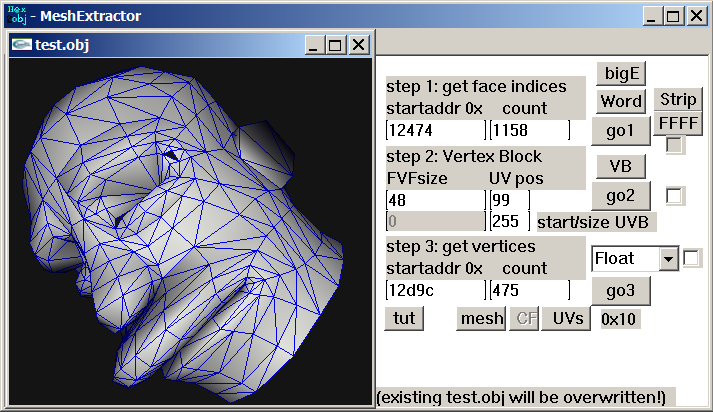 Hex
obj - MeshExtractor
test.obj
bigE
step 1: get face indices
startaddr 0x count
Word
Strip
12474 1158
go1
FFFF
step 2: Vertex Block
FVFsize UV pos
VB
48 99
go2
0 255 start/size UVB
step 3: get vertices
startaddr 0x count
Float
12d9c 475
go3
tut mesh CF UVs 0x10
(existing test.obj will be overwritten!)